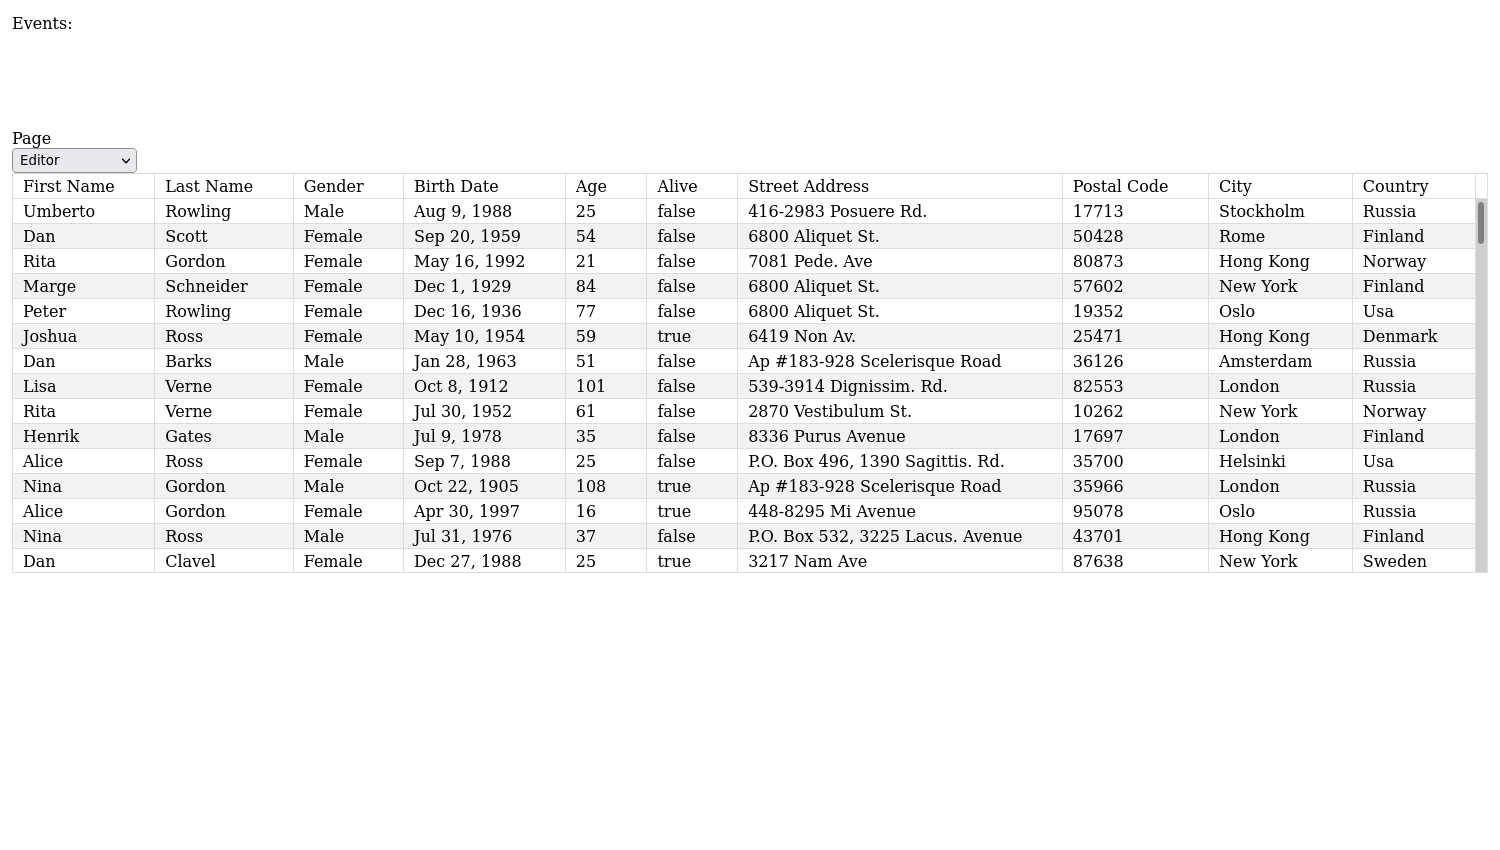 Events:
Page
Editor
First Name Last Name Gender Birth Date Age Alive Street Address Postal Code City Country
Umberto Rowling Male Aug 9, 1988 25 false 416-2983 Posuere Rd. 17713 Stockholm Russia
Dan Scott Female Sep 20, 1959 54 false 6800 Aliquet St. 50428 Rome Finland
Rita Gordon Female May 16, 1992 21 false 7081 Pede. Ave 80873 Hong Kong Norway
Marge Schneider Female Dec 1, 1929 84 false 6800 Aliquet St. 57602 New York Finland
Peter Rowling Female Dec 16, 1936 77 false 6800 Aliquet St. 19352 Oslo Usa
Joshua Ross Female May 10, 1954 59 true 6419 Non Av. 25471 Hong Kong Denmark
Dan Barks Male Jan 28, 1963 51 false Ap #183-928 Scelerisque Road 36126 Amsterdam Russia
Lisa Verne Female Oct 8, 1912 101 false 539-3914 Dignissim. Rd. 82553 London Russia
Rita Verne Female Jul 30, 1952 61 false 2870 Vestibulum St. 10262 New York Norway
Henrik Gates Male Jul 9, 1978 35 false 8336 Purus Avenue 17697 London Finland
Alice Ross Female Sep 7, 1988 25 false P.O. Box 496, 1390 Sagittis. Rd. 35700 Helsinki Usa
Nina Gordon Male Oct 22, 1905 108 true Ap #183-928 Scelerisque Road 35966 London Russia
Alice Gordon Female Apr 30, 1997 16 true 448-8295 Mi Avenue 95078 Oslo Russia
Nina Ross Male Jul 31, 1976 37 false P.O. Box 532, 3225 Lacus. Avenue 43701 Hong Kong Finland
Dan Clavel Female Dec 27, 1988 25 true 3217 Nam Ave 87638 New York Sweden